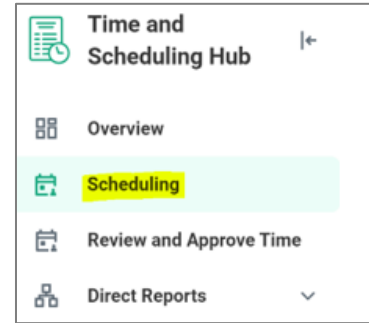 Time and
Scheduling Hub
Overview
Scheduling
Review and Approve Time
Direct Reports